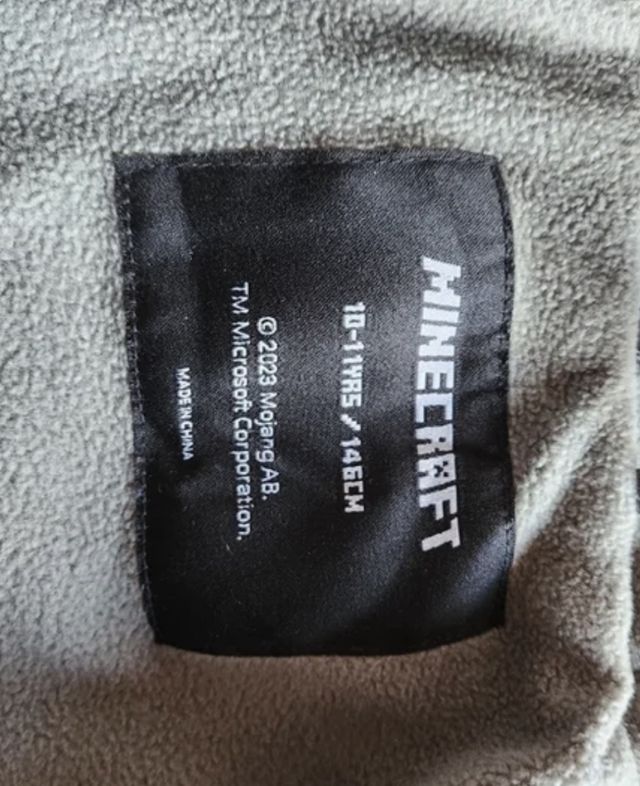 MINECRAFT
10-11YRS / 146CM
© 2023 Mojang AB.
TM Microsoft Corporation.
MADE IN CHINA